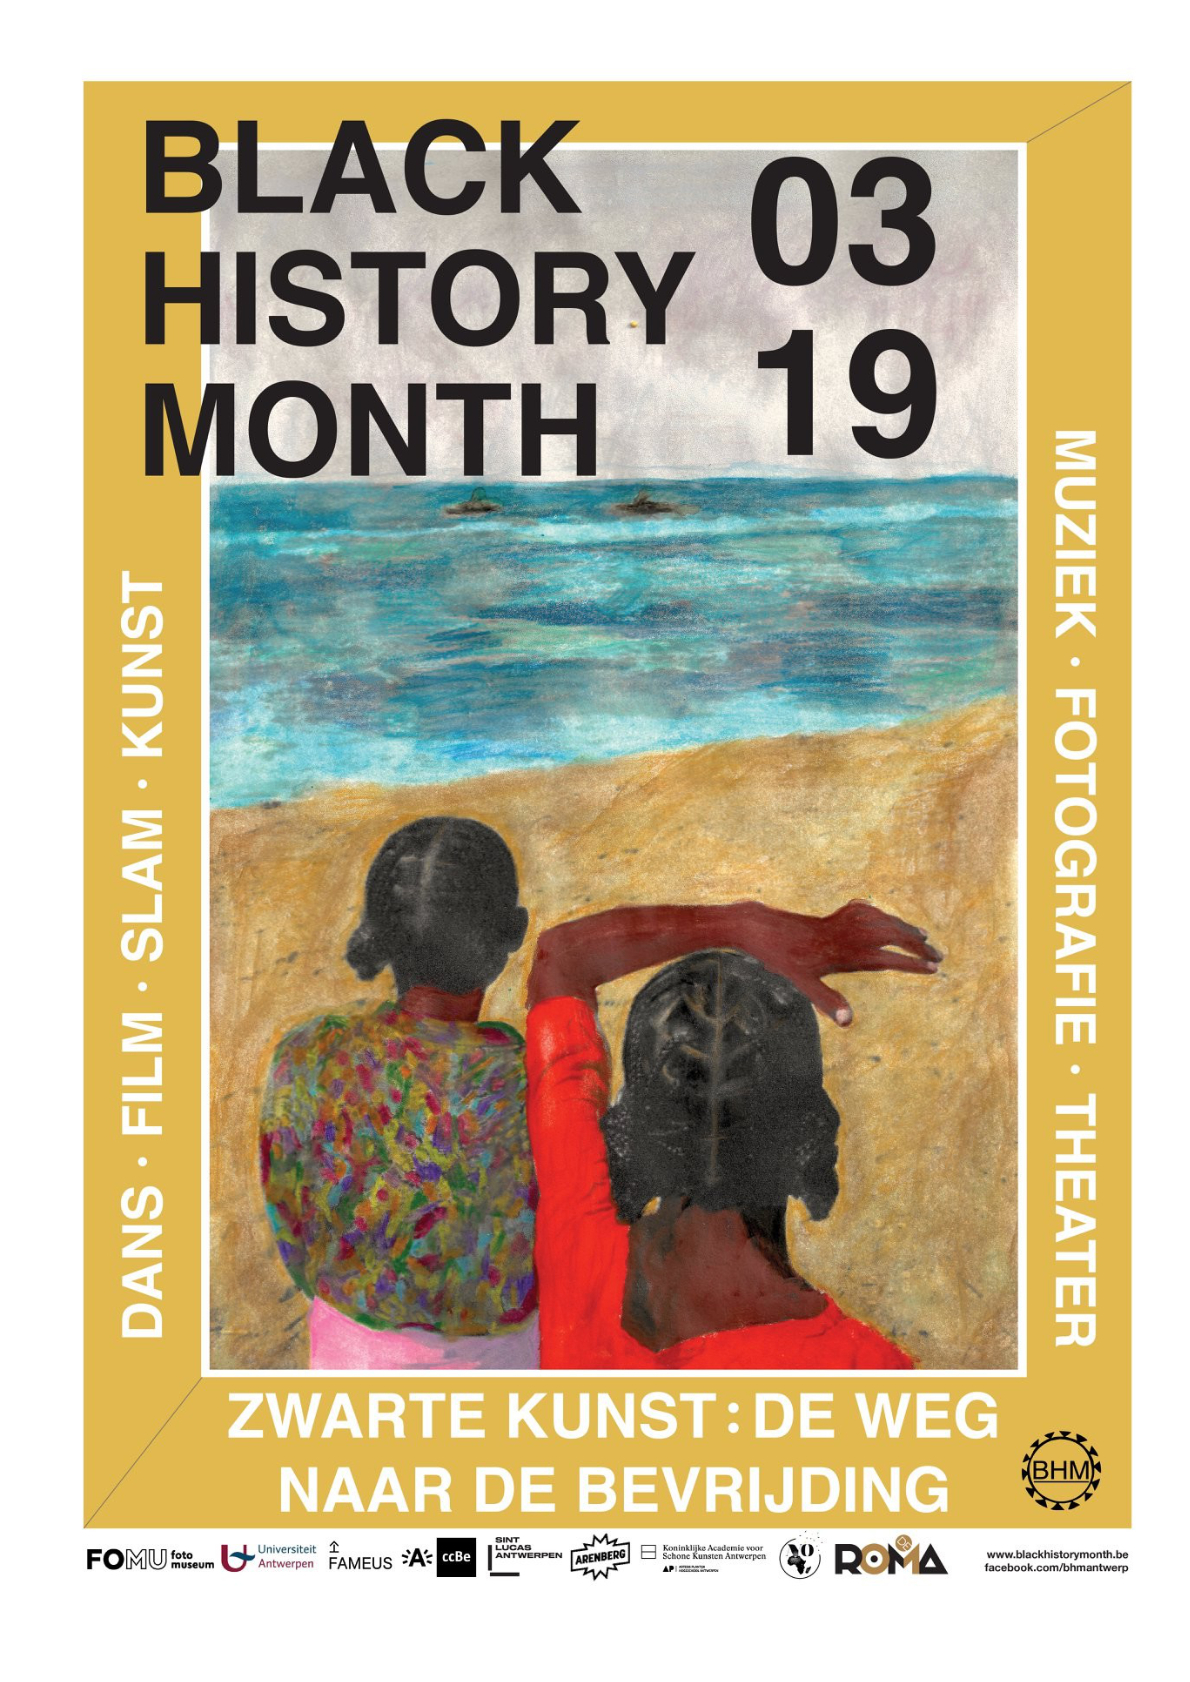 BLACK
HISTORY
MONTH
03
19
DANS · FILM · SLAM · KUNST
MUZIEK · FOTOGRAFIE · THEATER
ZWARTE KUNST: DE WEG
NAAR DE BEVRIJDING
BHM
FOMU foto
museum
Universiteit
Antwerpen
FAMEUS
A
ccBe
SINT
LUCAS
ANTWERPEN
ARENBERG
Koninklijke Academie voor
Schone Kunsten Antwerpen
AP
ROMA
www.blackhistorymonth.be
facebook.com/bhmantwerp